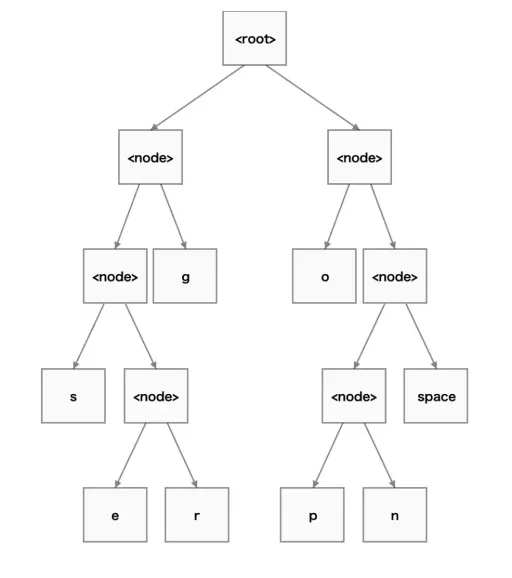 <root>
<node> <node>
<node> g o <node>
s <node> <node> space
e r p n